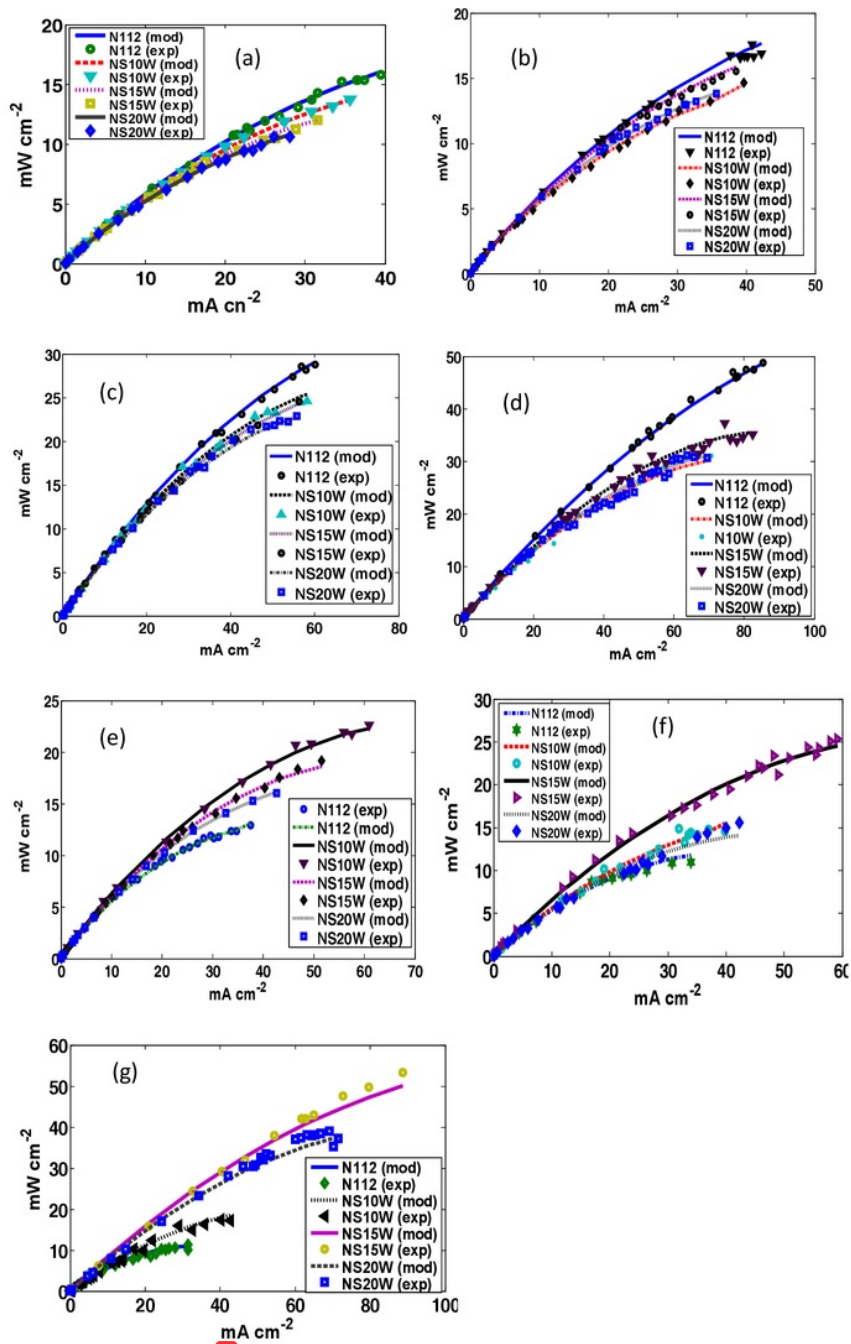 20
15
10
5
0
mW cm-2
N112 (mod)
N112 (exp)
NS10W (mod)
NS10W (exp)
NS15W (mod)
NS15W (exp)
NS20W (mod)
NS20W (exp)
(a)
0 10 20 30 40
mA cn-2
20
15
10
5
0
mW cm-2
(b)
N112 (mod)
N112 (exp)
NS10W (mod)
NS10W (exp)
NS15W (mod)
NS15W (exp)
NS20W (mod)
NS20W (exp)
0 10 20 30 40 50
mA cm-2
30
25
20
15
10
5
0
mW cm-2
(c)
N112 (mod)
N112 (exp)
NS10W (mod)
NS10W (exp)
NS15W (mod)
NS15W (exp)
NS20W (mod)
NS20W (exp)
0 20 40 60 80
mA cm-2
50
40
30
20
10
0
mW cm-2
(d)
N112 (mod)
N112 (exp)
NS10W (mod)
N10W (exp)
NS15W (mod)
NS15W (exp)
NS20W (mod)
NS20W (exp)
0 20 40 60 80 100
mA cm-2
25
20
15
10
5
0
mW cm-2
(e)
N112 (exp)
N112 (mod)
NS10W (mod)
NS10W (exp)
NS15W (mod)
NS15W (exp)
NS20W (mod)
NS20W (exp)
0 10 20 30 40 50 60 70
mA cm-2
30
25
20
15
10
5
0
mW cm-2
N112 (mod)
N112 (exp)
NS10W (mod)
NS10W (exp)
NS15W (mod)
NS15W (exp)
NS20W (mod)
NS20W (exp)
(f)
0 10 20 30 40 50 60
mA cm-2
60
50
40
30
20
10
0
mW cm-2
(g)
N112 (mod)
N112 (exp)
NS10W (mod)
NS10W (exp)
NS15W (mod)
NS15W (exp)
NS20W (mod)
NS20W (exp)
0 20 40 60 80 100
mA cm-2